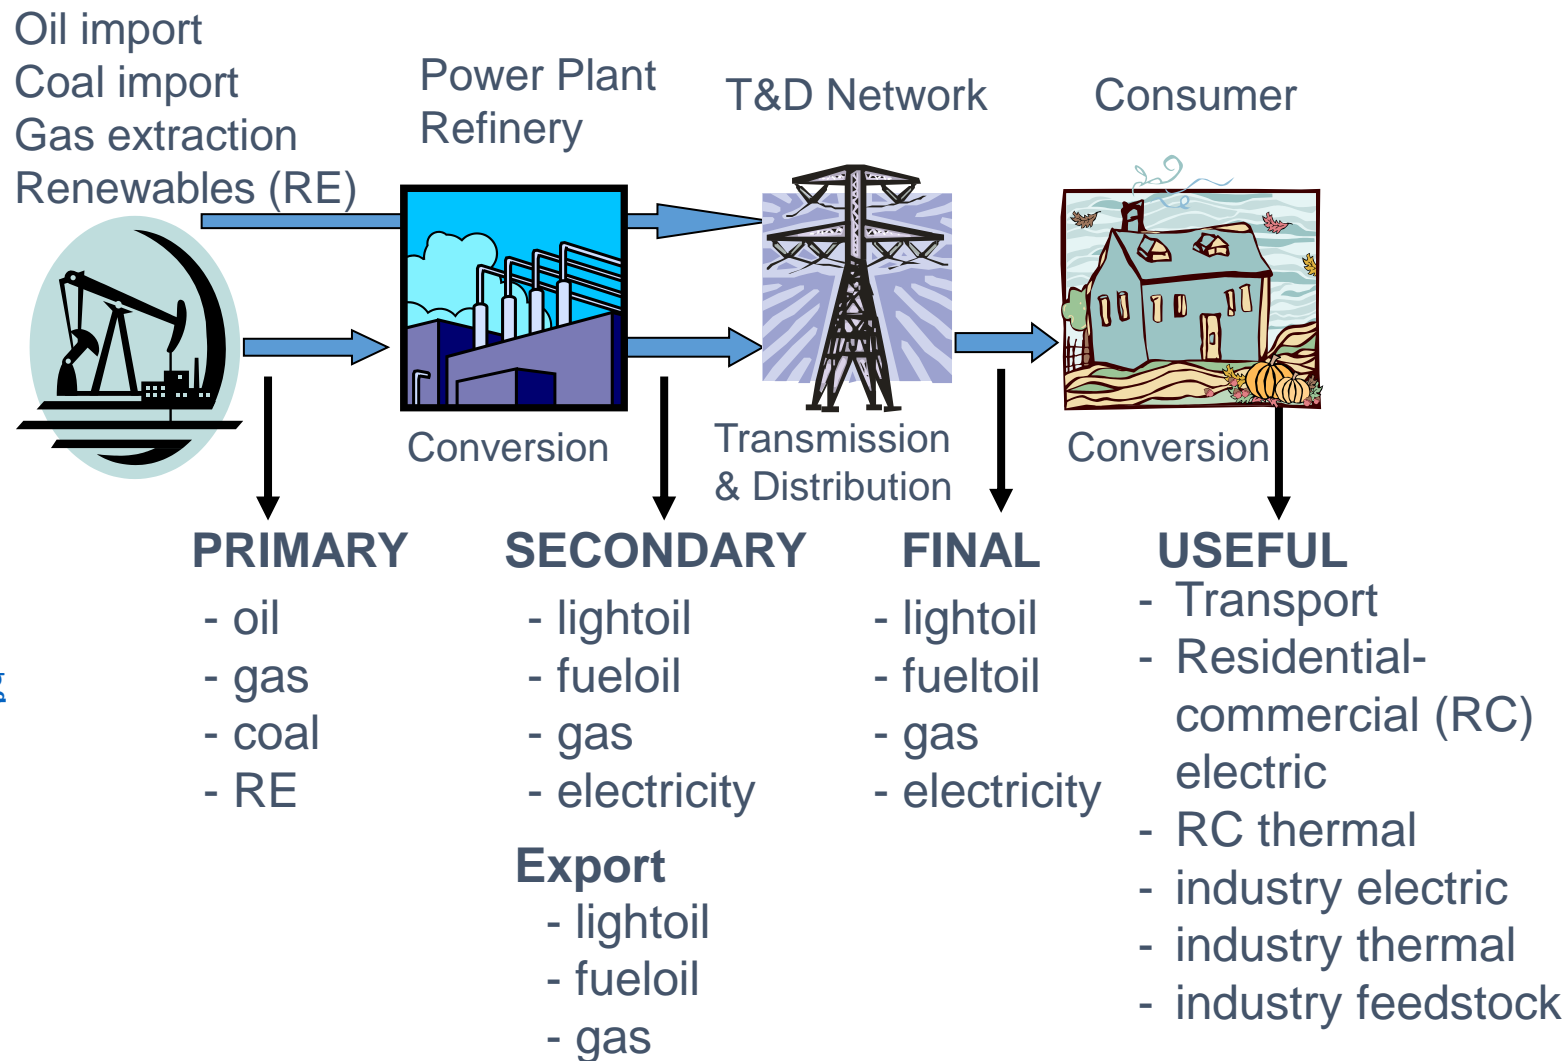 Oil import
Coal import
Gas extraction
Renewables (RE)
Power Plant
Refinery
T&D Network
Consumer
Conversion
Transmission
& Distribution
Conversion
PRIMARY
- oil
- gas
- coal
- RE
SECONDARY
- lightoil
- fueloil
- gas
- electricity
Export
- lightoil
- fueloil
- gas
FINAL
- lightoil
- fueltoil
- gas
- electricity
USEFUL
- Transport
- Residential-
commercial (RC)
electric
- RC thermal
- industry electric
- industry thermal
- industry feedstock